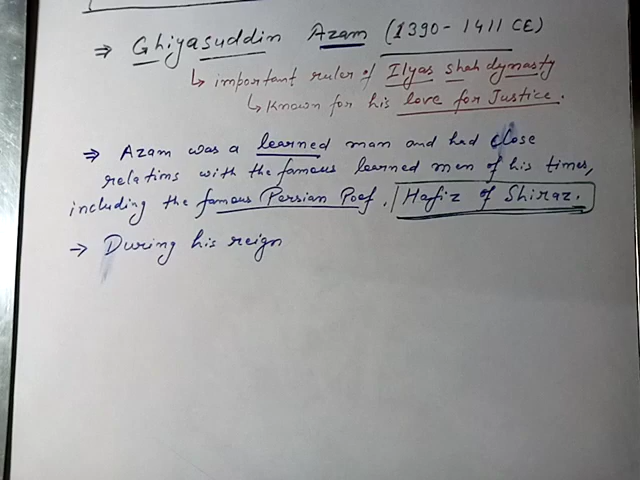 ⇒ Ghiyasuddin Azam (1390 - 1411 CE)
↳ important ruler of Ilyas Shah dynasty
↳ Known for his love for Justice.
⇒ Azam was a learned man and had close
relations with the famous learned men of his times,
including the famous Persian Poet, Hafiz of Shiraz.
→ During his reign